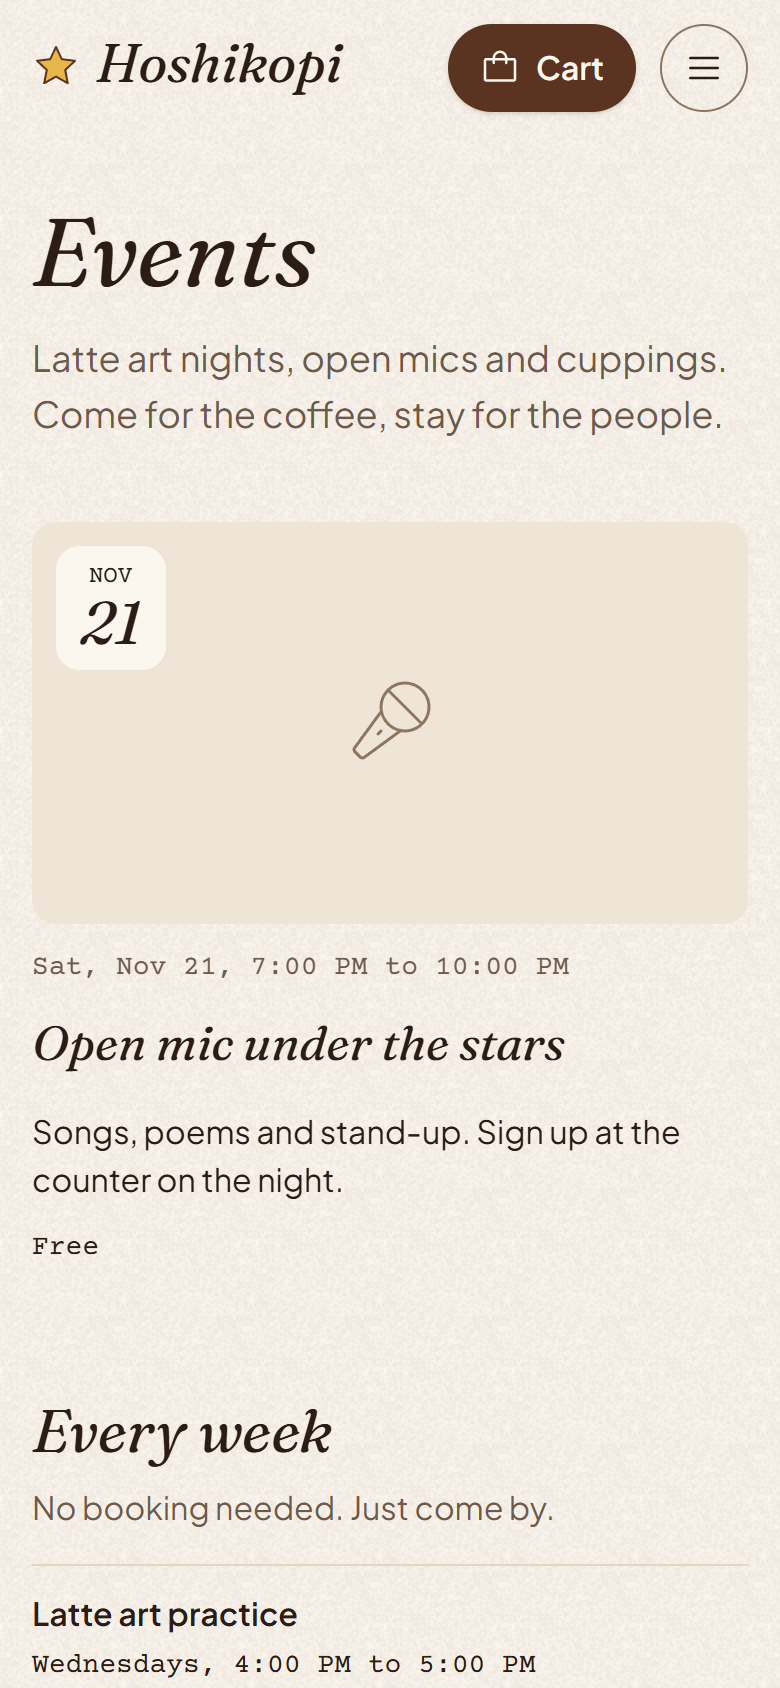 Hoshikopi
Cart
Events
Latte art nights, open mics and cuppings.
Come for the coffee, stay for the people.
NOV
21
Sat, Nov 21, 7:00 PM to 10:00 PM
Open mic under the stars
Songs, poems and stand-up. Sign up at the
counter on the night.
Free
Every week
No booking needed. Just come by.
Latte art practice
Wednesdays, 4:00 PM to 5:00 PM